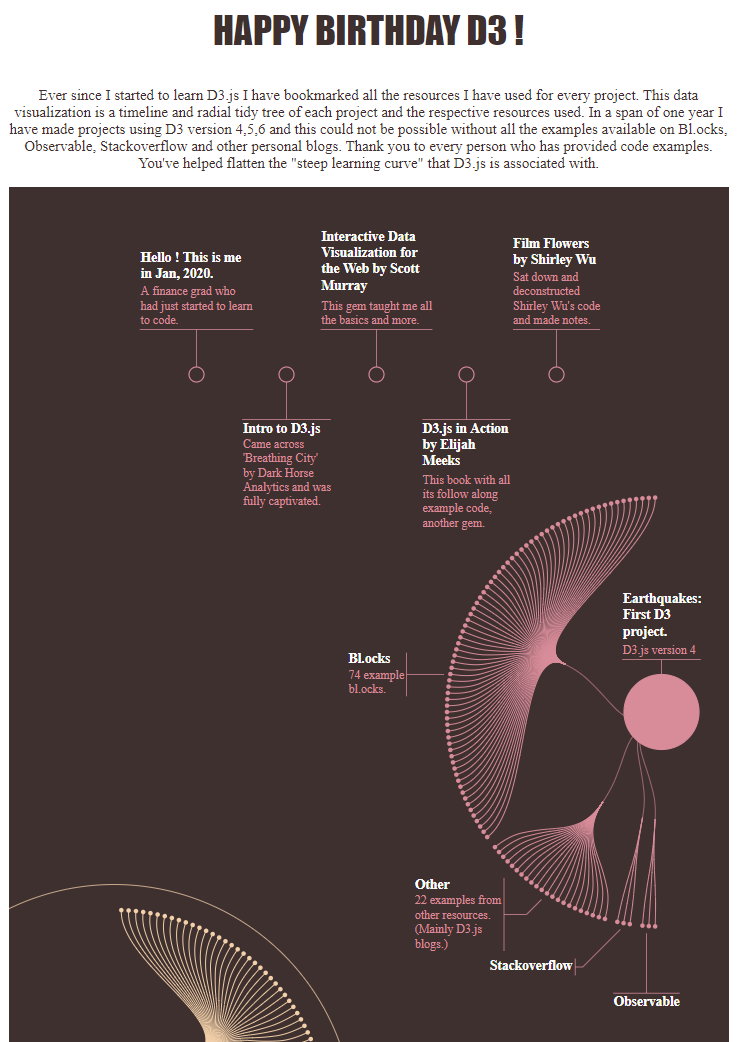 HAPPY BIRTHDAY D3 !
Ever since I started to learn D3.js I have bookmarked all the resources I have used for every project. This data
visualization is a timeline and radial tidy tree of each project and the respective resources used. In a span of one year I
have made projects using D3 version 4,5,6 and this could not be possible without all the examples available on Bl.ocks,
Observable, Stackoverflow and other personal blogs. Thank you to every person who has provided code examples.
You've helped flatten the "steep learning curve" that D3.js is associated with.
Hello ! This is me
in Jan, 2020.
A finance grad who
had just started to learn
to code.
Interactive Data
Visualization for
the Web by Scott
Murray
This gem taught me all
the basics and more.
Film Flowers
by Shirley Wu
Sat down and
deconstructed
Shirley Wu's code
and made notes.
Intro to D3.js
Came across
'Breathing City'
by Dark Horse
Analytics and was
fully captivated.
D3.js in Action
by Elijah
Meeks
This book with all
its follow along
example code,
another gem.
Earthquakes:
First D3
project.
D3.js version 4
Bl.ocks
74 example
bl.ocks.
Other
22 examples from
other resources.
(Mainly D3.js
blogs.)
Stackoverflow
Observable